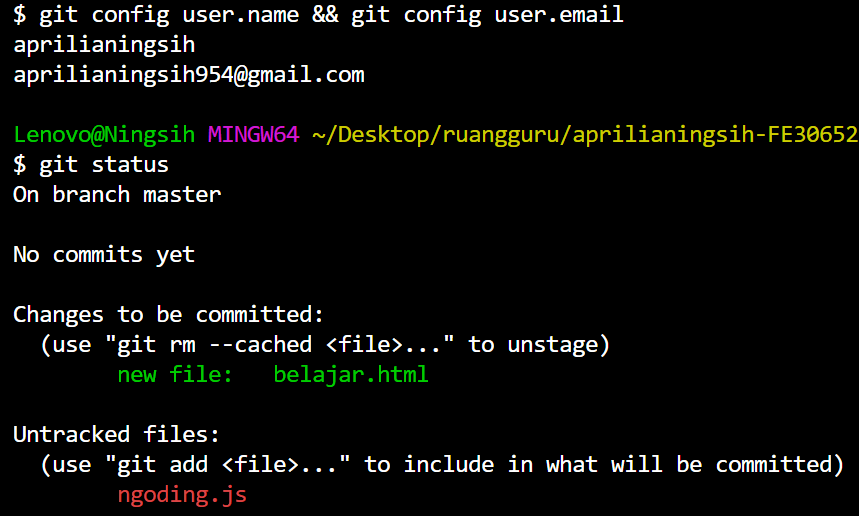 $ git config user.name && git config user.email
aprilianingsih
aprilianingsih954@gmail.com
Lenovo@Ningsih MINGW64 ~/Desktop/ruangguru/aprilianingsih-FE30652
$ git status
On branch master
No commits yet
Changes to be committed:
(use "git rm --cached <file>..." to unstage)
new file: belajar.html
Untracked files:
(use "git add <file>..." to include in what will be committed)
ngoding.js